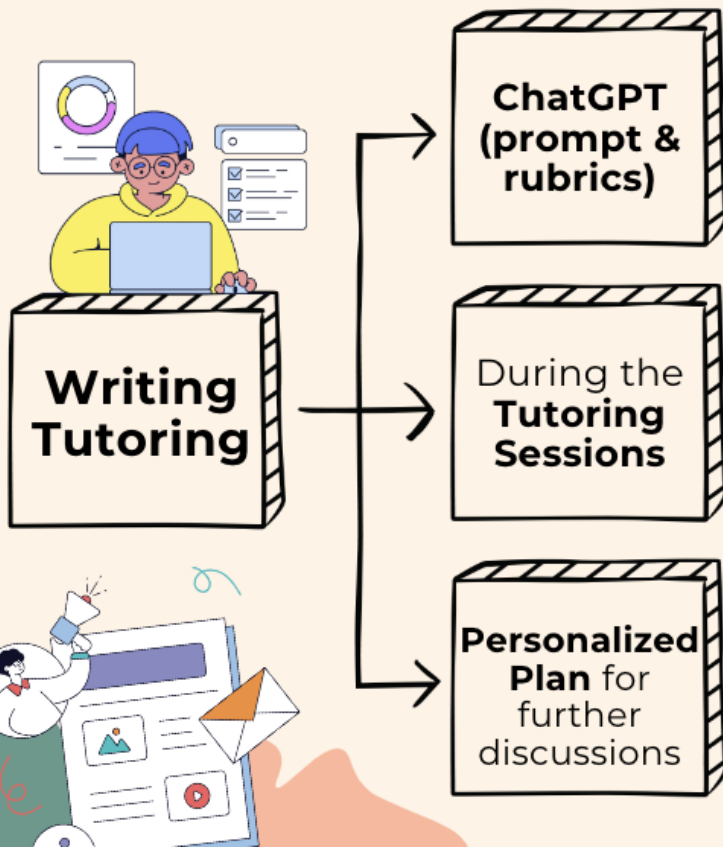 Writing
Tutoring
ChatGPT
(prompt &
rubrics)
During the
Tutoring
Sessions
Personalized
Plan for
further
discussions